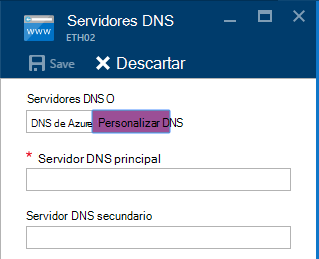 Servidores DNS
ETH02
WWW
Save
Descartar
Servidores DNS O
DNS de Azure Personalizar DNS
* Servidor DNS principal
Servidor DNS secundario